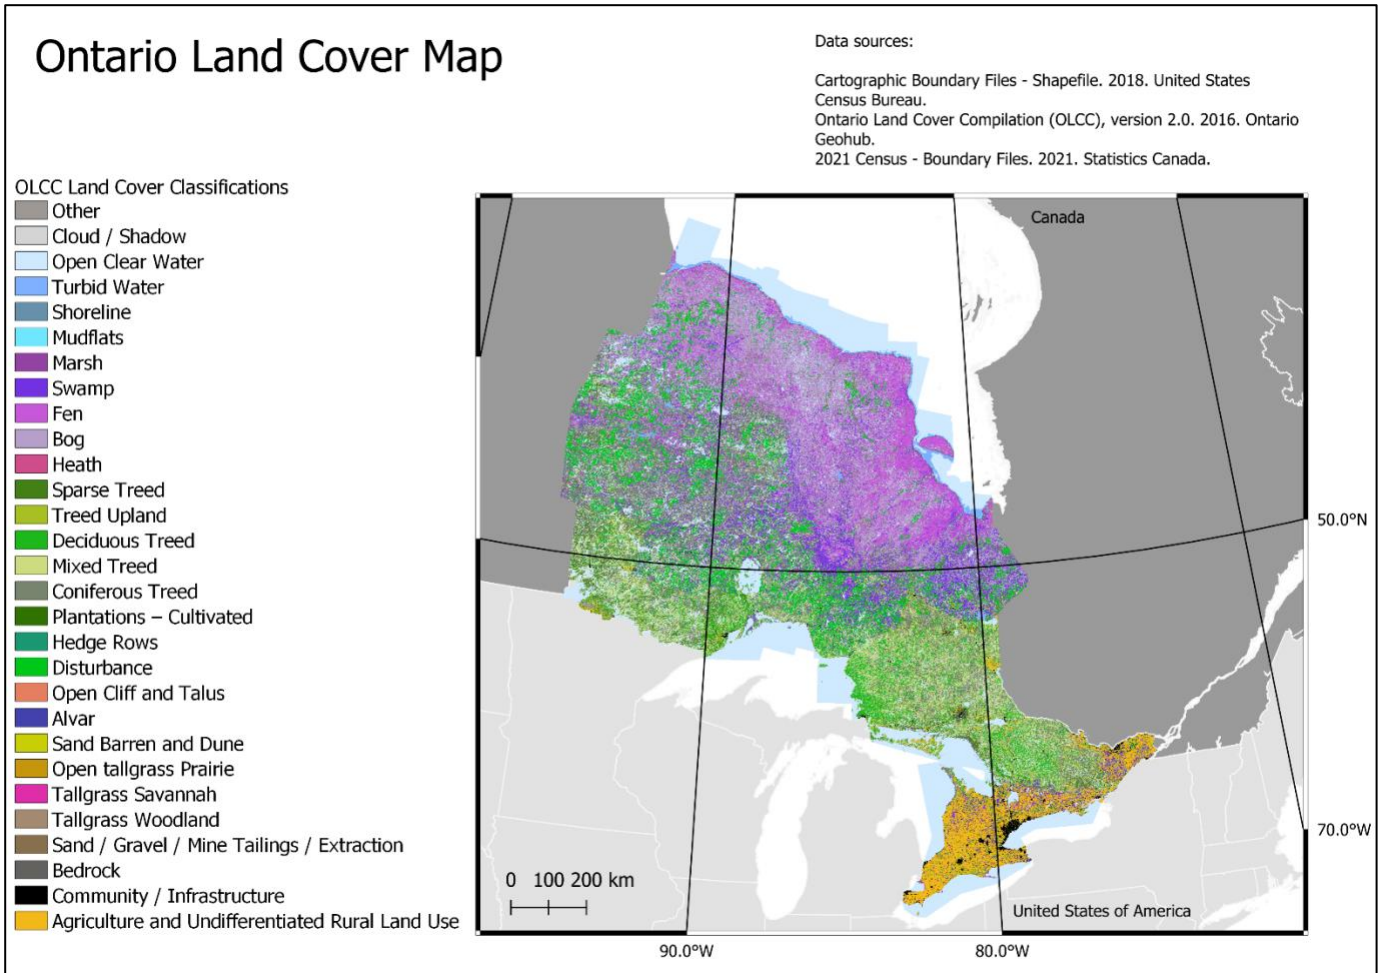 Ontario Land Cover Map
Data sources:
Cartographic Boundary Files - Shapefile. 2018. United States
Census Bureau.
Ontario Land Cover Compilation (OLCC), version 2.0. 2016. Ontario
Geohub.
2021 Census - Boundary Files. 2021. Statistics Canada.
OLCC Land Cover Classifications
Other
Cloud / Shadow
Open Clear Water
Turbid Water
Shoreline
Mudflats
Marsh
Swamp
Fen
Bog
Heath
Sparse Treed
Treed Upland
Deciduous Treed
Mixed Treed
Coniferous Treed
Plantations – Cultivated
Hedge Rows
Disturbance
Open Cliff and Talus
Alvar
Sand Barren and Dune
Open tallgrass Prairie
Tallgrass Savannah
Tallgrass Woodland
Sand / Gravel / Mine Tailings / Extraction
Bedrock
Community / Infrastructure
Agriculture and Undifferentiated Rural Land Use
Canada
50.0°N
70.0°W
0 100 200 km
United States of America
90.0°W
80.0°W